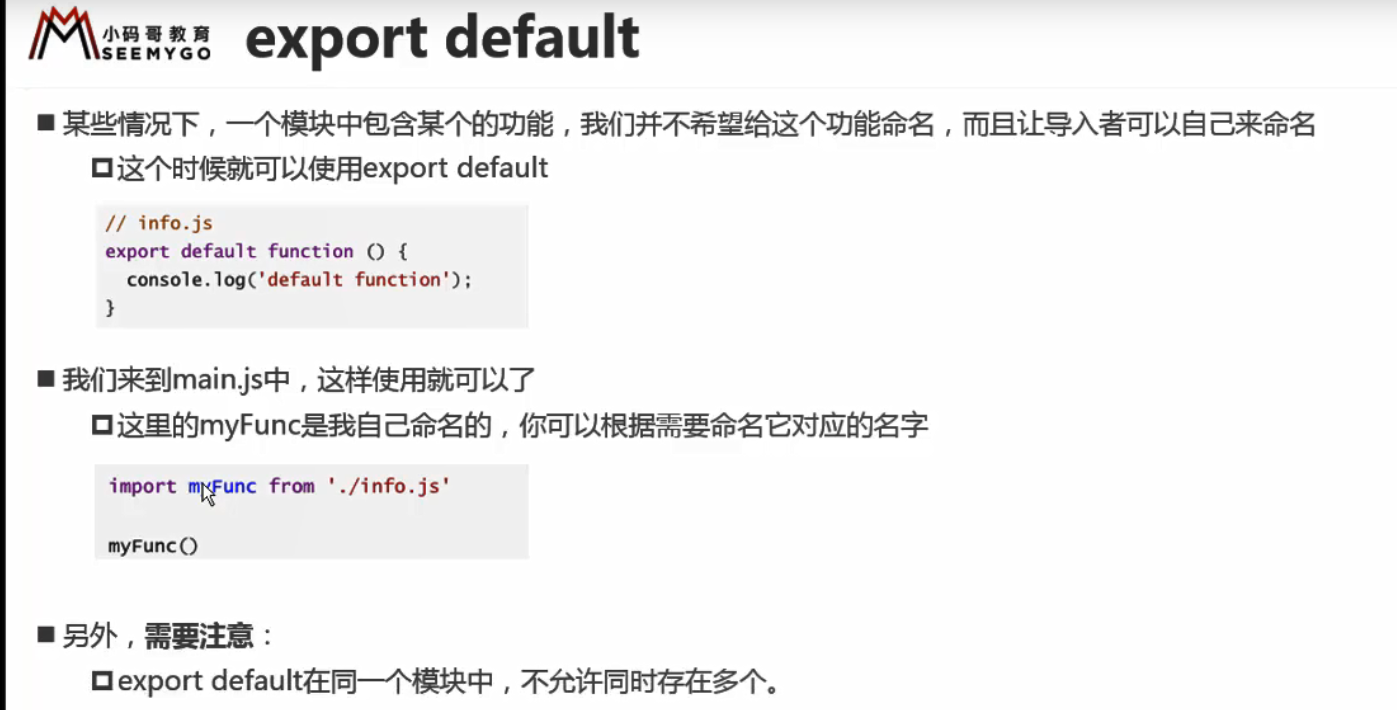 小码哥教育
SEEMYGO
export default
某些情况下，一个模块中包含某个的功能，我们并不希望给这个功能命名，而且让导入者可以自己来命名
这个时候就可以使用export default
// info.js
export default function () {
console.log('default function');
}
我们来到main.js中，这样使用就可以了
这里的myFunc是我自己命名的，你可以根据需要命名它对应的名字
import myFunc from './info.js'
myFunc()
另外，需要注意：
export default在同一个模块中，不允许同时存在多个。